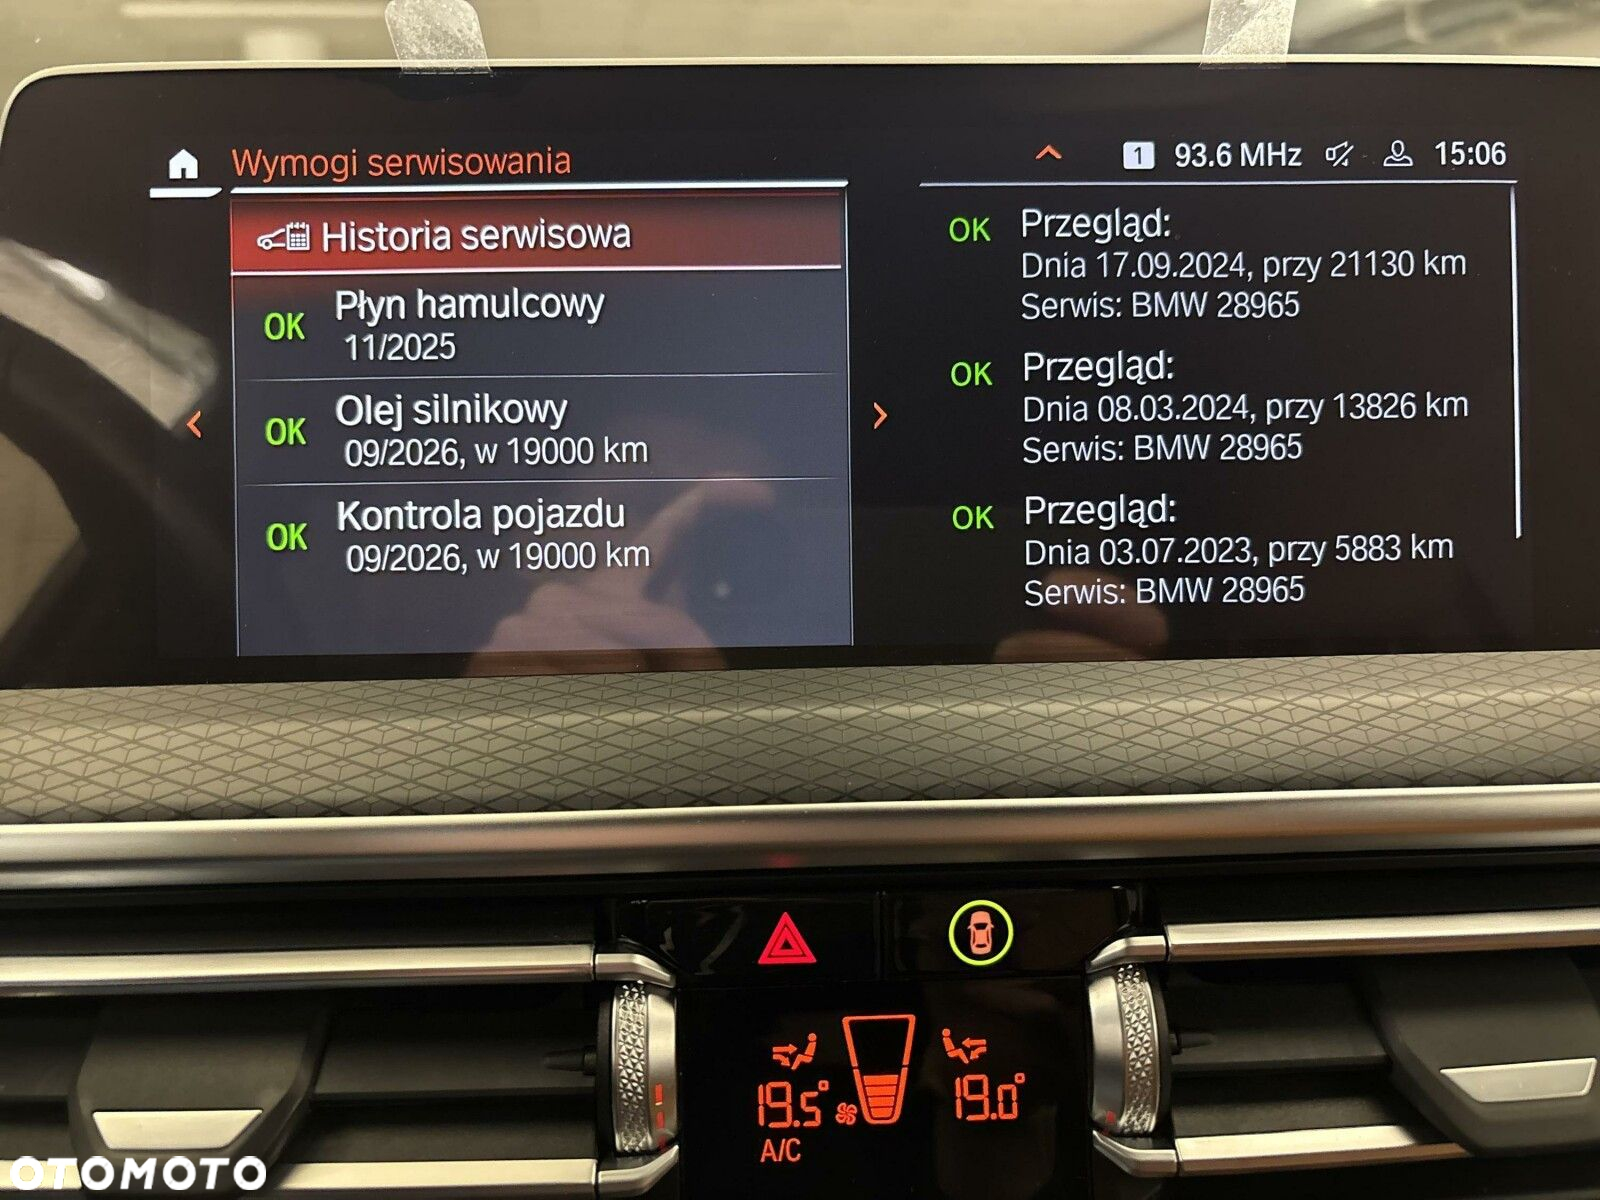 Wymogi serwisowania
1 93.6 MHz 15:06
Historia serwisowa
OK Płyn hamulcowy
11/2025
OK Olej silnikowy
09/2026, w 19000 km
OK Kontrola pojazdu
09/2026, w 19000 km
OK Przegląd:
Dnia 17.09.2024, przy 21130 km
Serwis: BMW 28965
OK Przegląd:
Dnia 08.03.2024, przy 13826 km
Serwis: BMW 28965
OK Przegląd:
Dnia 03.07.2023, przy 5883 km
Serwis: BMW 28965
19.5° 19.0°
A/C
OTOMOTO